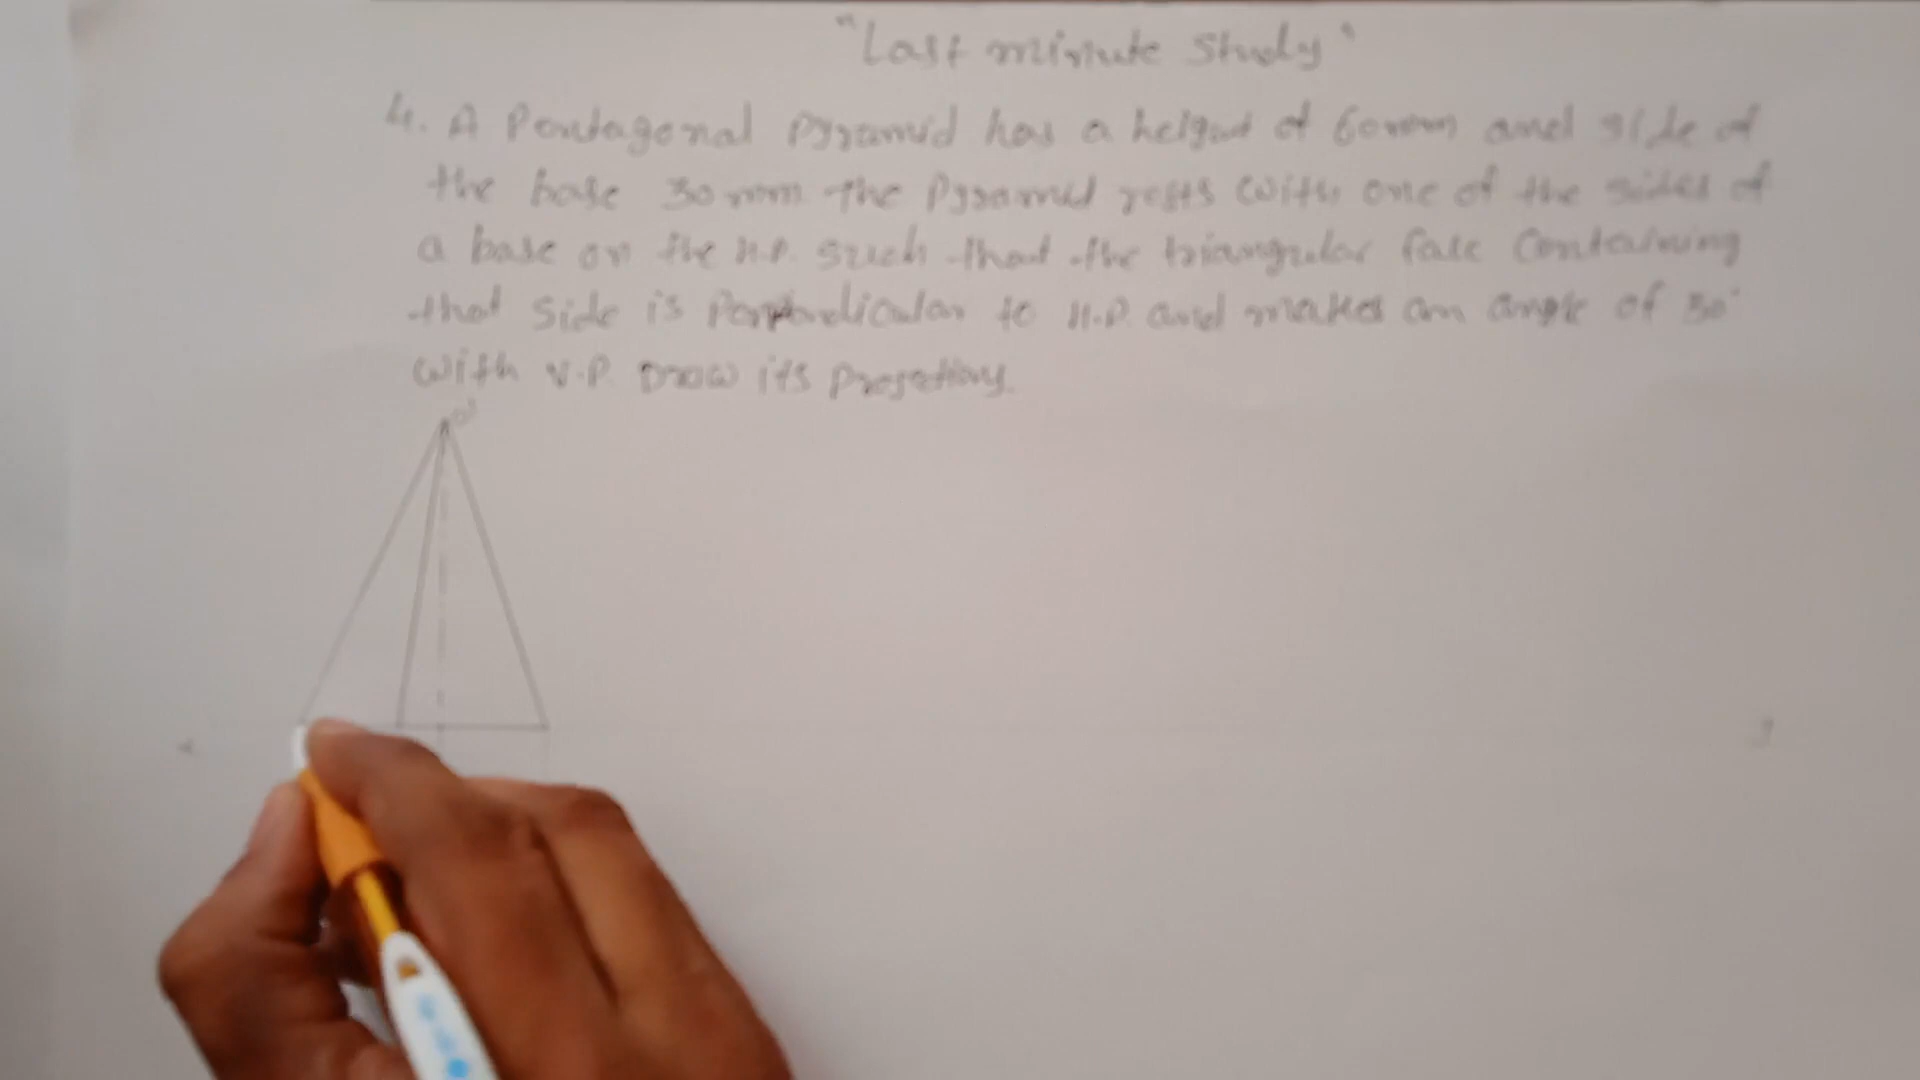 "Last minute Study"
4. A Pentagonal Pyramid has a height of 60mm and side of
the base 30mm The Pyramid rests with one of the sides of
a base on the H.P. such that the triangular face Containing
that side is Perpendicular to H.P. and makes an angle of 30°
with V.P. Draw its Projections.
o'